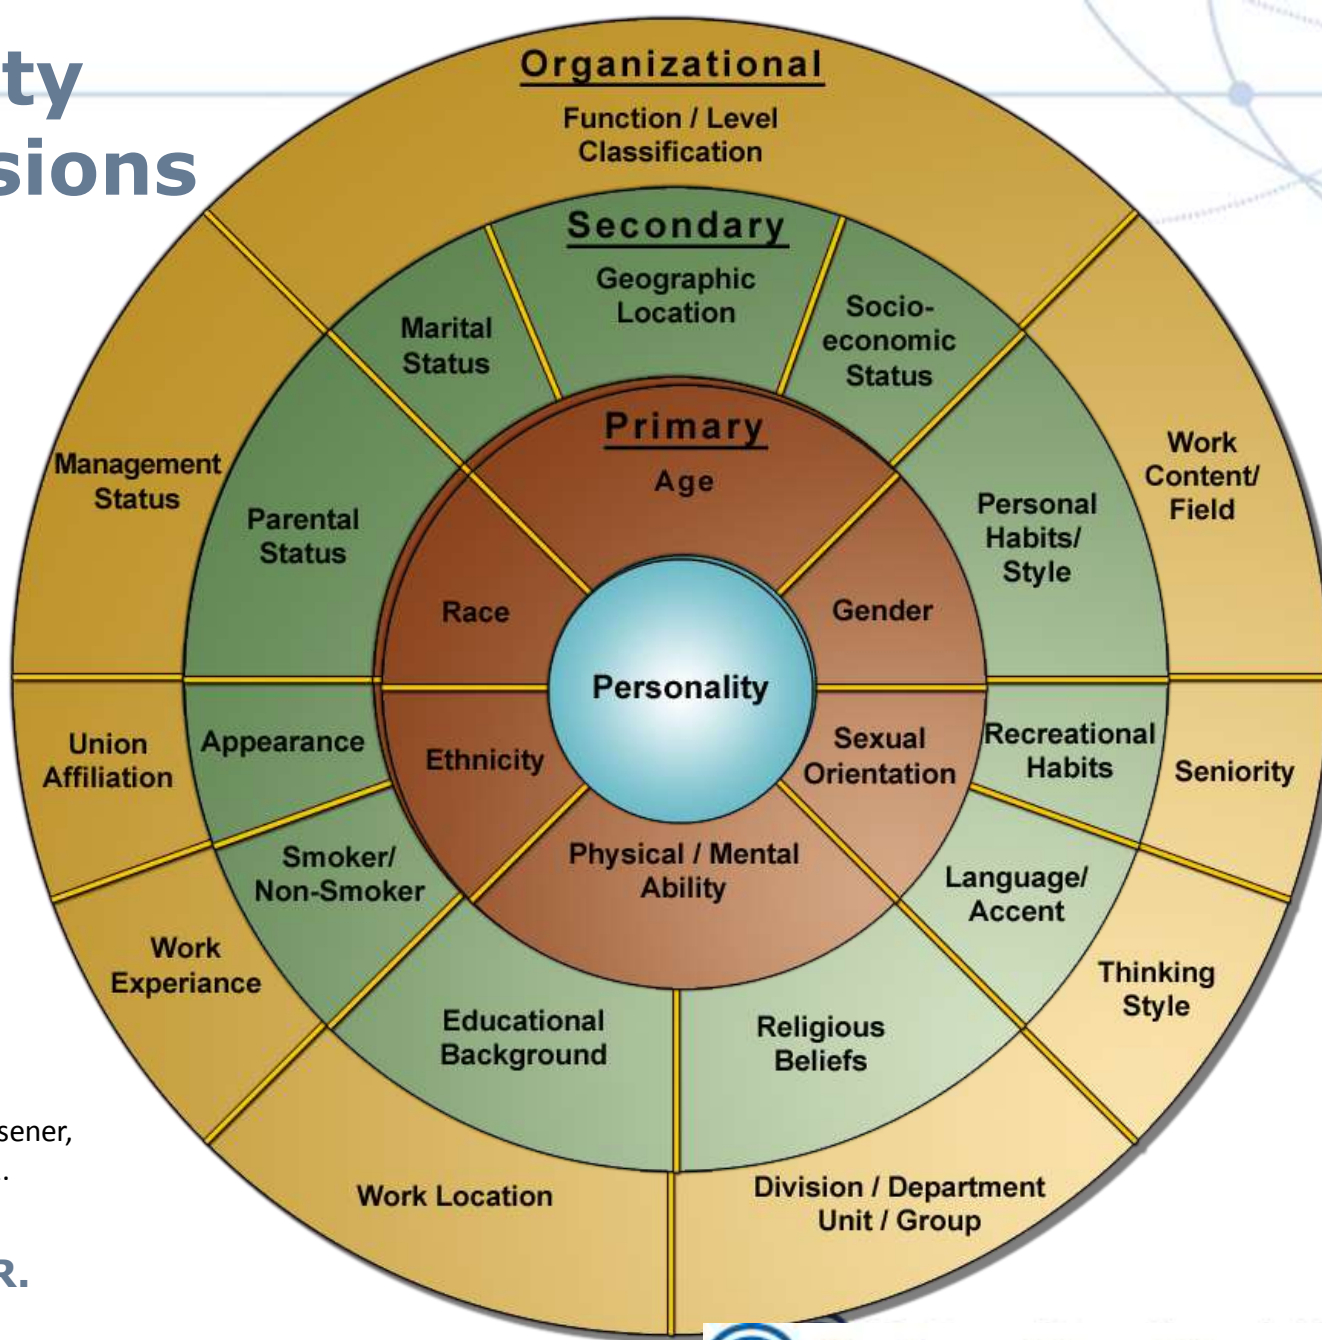 ty
sions
Organizational
Function / Level
Classification
Secondary
Geographic
Location
Marital
Status
Socio-
economic
Status
Primary
Age
Management
Status
Parental
Status
Race
Gender
Personal
Habits/
Style
Work
Content/
Field
Personality
Union
Affiliation
Appearance
Ethnicity
Sexual
Orientation
Recreational
Habits
Seniority
Smoker/
Non-Smoker
Physical / Mental
Ability
Language/
Accent
Work
Experiance
Thinking
Style
Educational
Background
Religious
Beliefs
Work Location
Division / Department
Unit / Group
sener,
.
R.